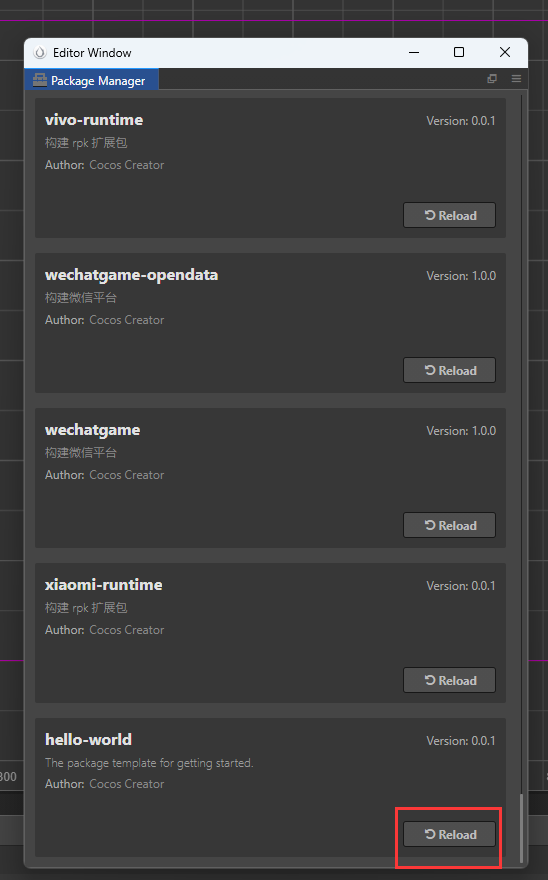 Editor Window
Package Manager
vivo-runtime
Version: 0.0.1
构建 rpk 扩展包
Author: Cocos Creator
Reload
wechatgame-opendata
Version: 1.0.0
构建微信平台
Author: Cocos Creator
Reload
wechatgame
Version: 1.0.0
构建微信平台
Author: Cocos Creator
Reload
xiaomi-runtime
Version: 0.0.1
构建 rpk 扩展包
Author: Cocos Creator
Reload
hello-world
Version: 0.0.1
The package template for getting started.
Author: Cocos Creator
Reload